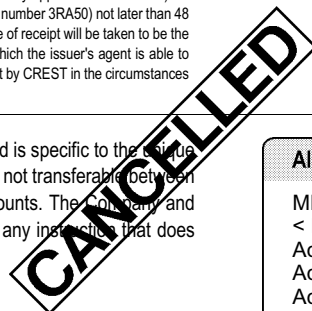 number 3RA50) not later than 48
e of receipt will be taken to be the
hich the issuer's agent is able to
t by CREST in the circumstances
d is specific to the unique
not transferable between
ounts. The Company and
any instruction that does
CANCELLED
Al
M
<
Ac
Ac
Ac